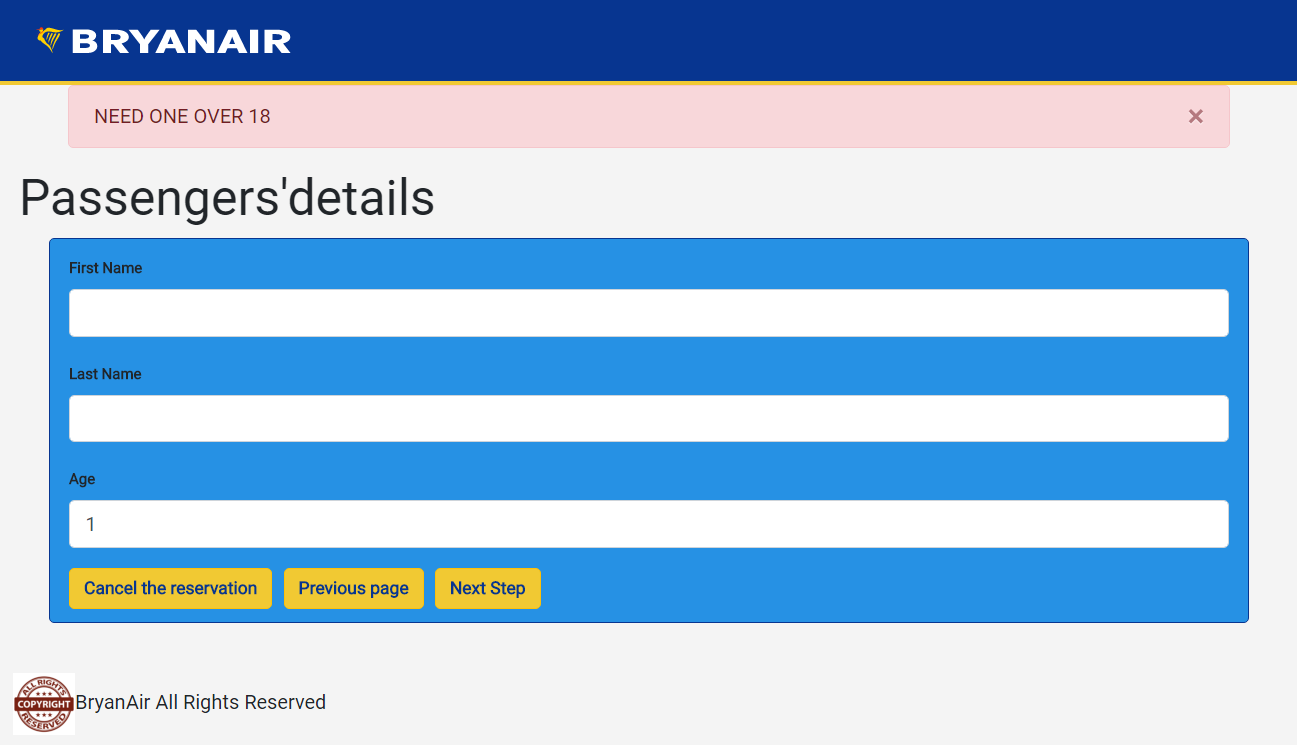 BRYANAIR
NEED ONE OVER 18
×
Passengers'details
First Name
Last Name
Age
1
Cancel the reservation Previous page Next Step
ALL RIGHTS
COPYRIGHT
RESERVED
BryanAir All Rights Reserved